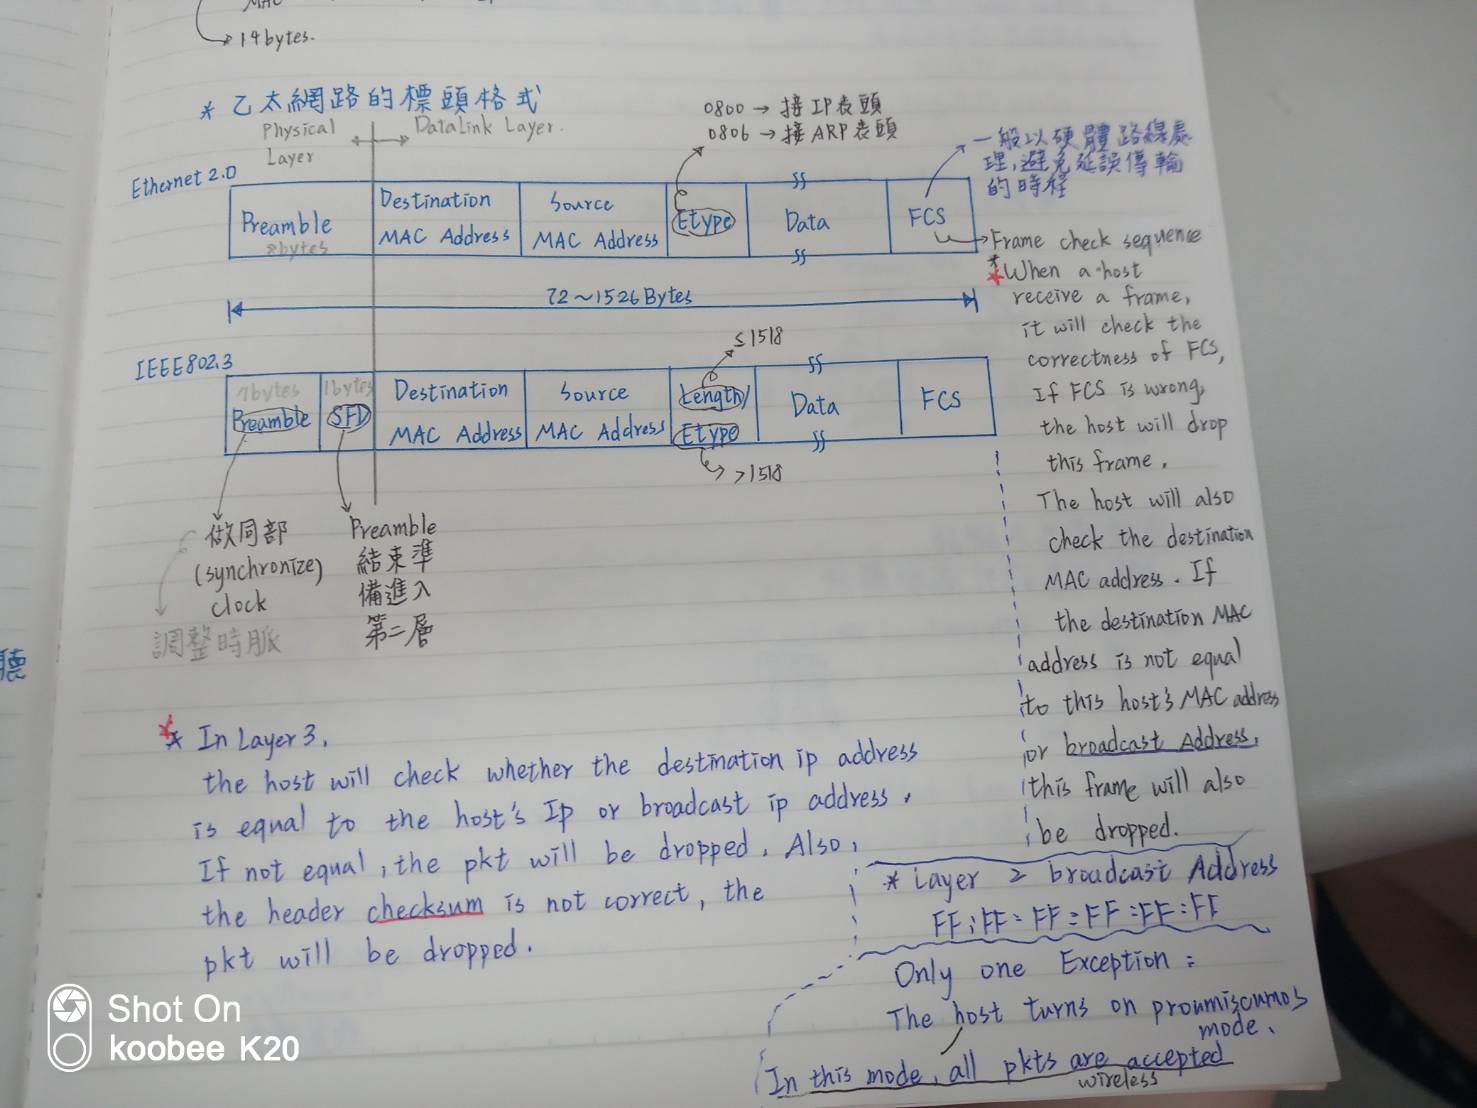 MAC
14bytes.
* 乙太網路的標頭格式
Physical
Layer
DataLink Layer.
0800 → 接IP表頭
0806 → 接ARP表頭
一般以硬體路線處
理,避免延誤傳輸
的時程
Ethernet 2.0
Preamble
8bytes
Destination
MAC Address
Source
MAC Address
Etype
Data
FCS
Frame check sequence
72~1526Bytes
* When a host
receive a frame,
it will check the
correctness of FCS,
If FCS is wrong,
the host will drop
this frame.
The host will also
check the destination
MAC address. If
the destination MAC
address is not equal
to this host's MAC address
or broadcast Address,
this frame will also
be dropped.
IEEE802.3
≤1518
7bytes
Preamble
1bytes
SFD
Destination
MAC Address
Source
MAC Address
Length/
Etype
Data
FCS
>1518
做同部
(synchronize)
clock
調整時脈
Preamble
結束準
備進入
第二層
聽
* In Layer 3,
the host will check whether the destination ip address
is equal to the host's Ip or broadcast ip address,
If not equal, the pkt will be dropped. Also,
the header checksum is not correct, the
pkt will be dropped.
* Layer 2 broadcast Address
FF:FF:FF:FF:FF:FF
Only one Exception:
The host turns on proumiscumos
mode.
In this mode, all pkts are accepted
wireless
Shot On
koobee K20